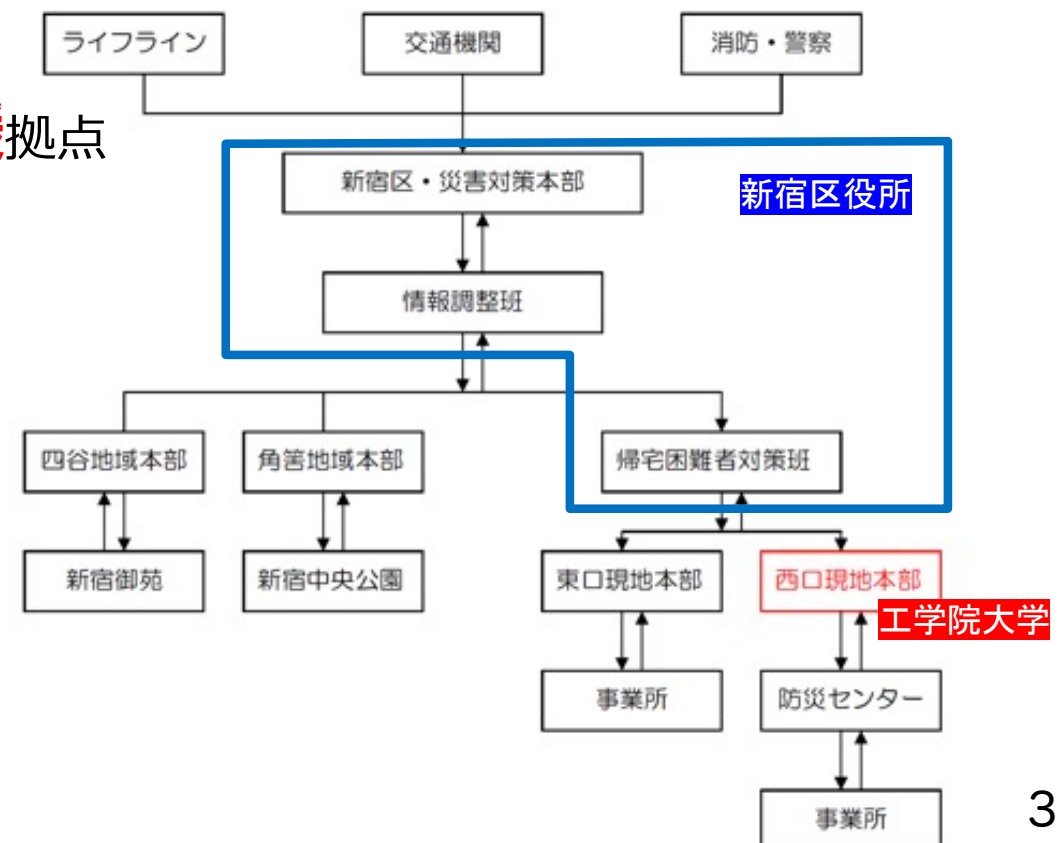 ライフライン
交通機関
消防・警察
拠点
新宿区・災害対策本部
新宿区役所
情報調整班
四谷地域本部
角筈地域本部
帰宅困難者対策班
新宿御苑
新宿中央公園
東口現地本部
西口現地本部
工学院大学
事業所
防災センター
事業所
3